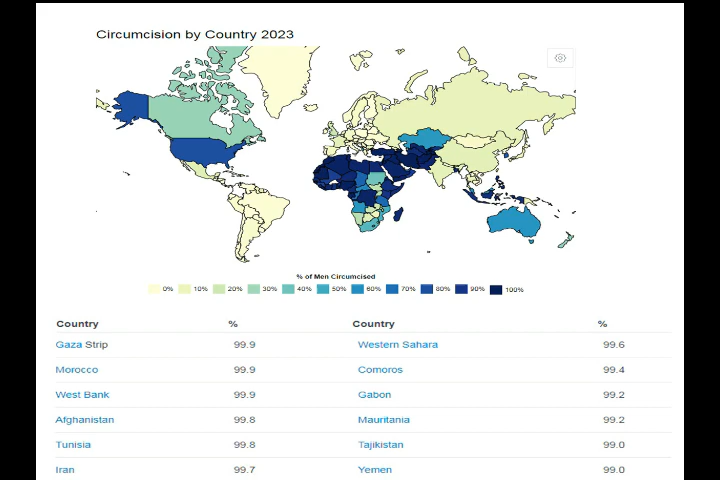 Circumcision by Country 2023
% of Men Circumcised
0% 10% 20% 30% 40% 50% 60% 70% 80% 90% 100%
Country % Country %
Gaza Strip 99.9 Western Sahara 99.6
Morocco 99.9 Comoros 99.4
West Bank 99.9 Gabon 99.2
Afghanistan 99.8 Mauritania 99.2
Tunisia 99.8 Tajikistan 99.0
Iran 99.7 Yemen 99.0